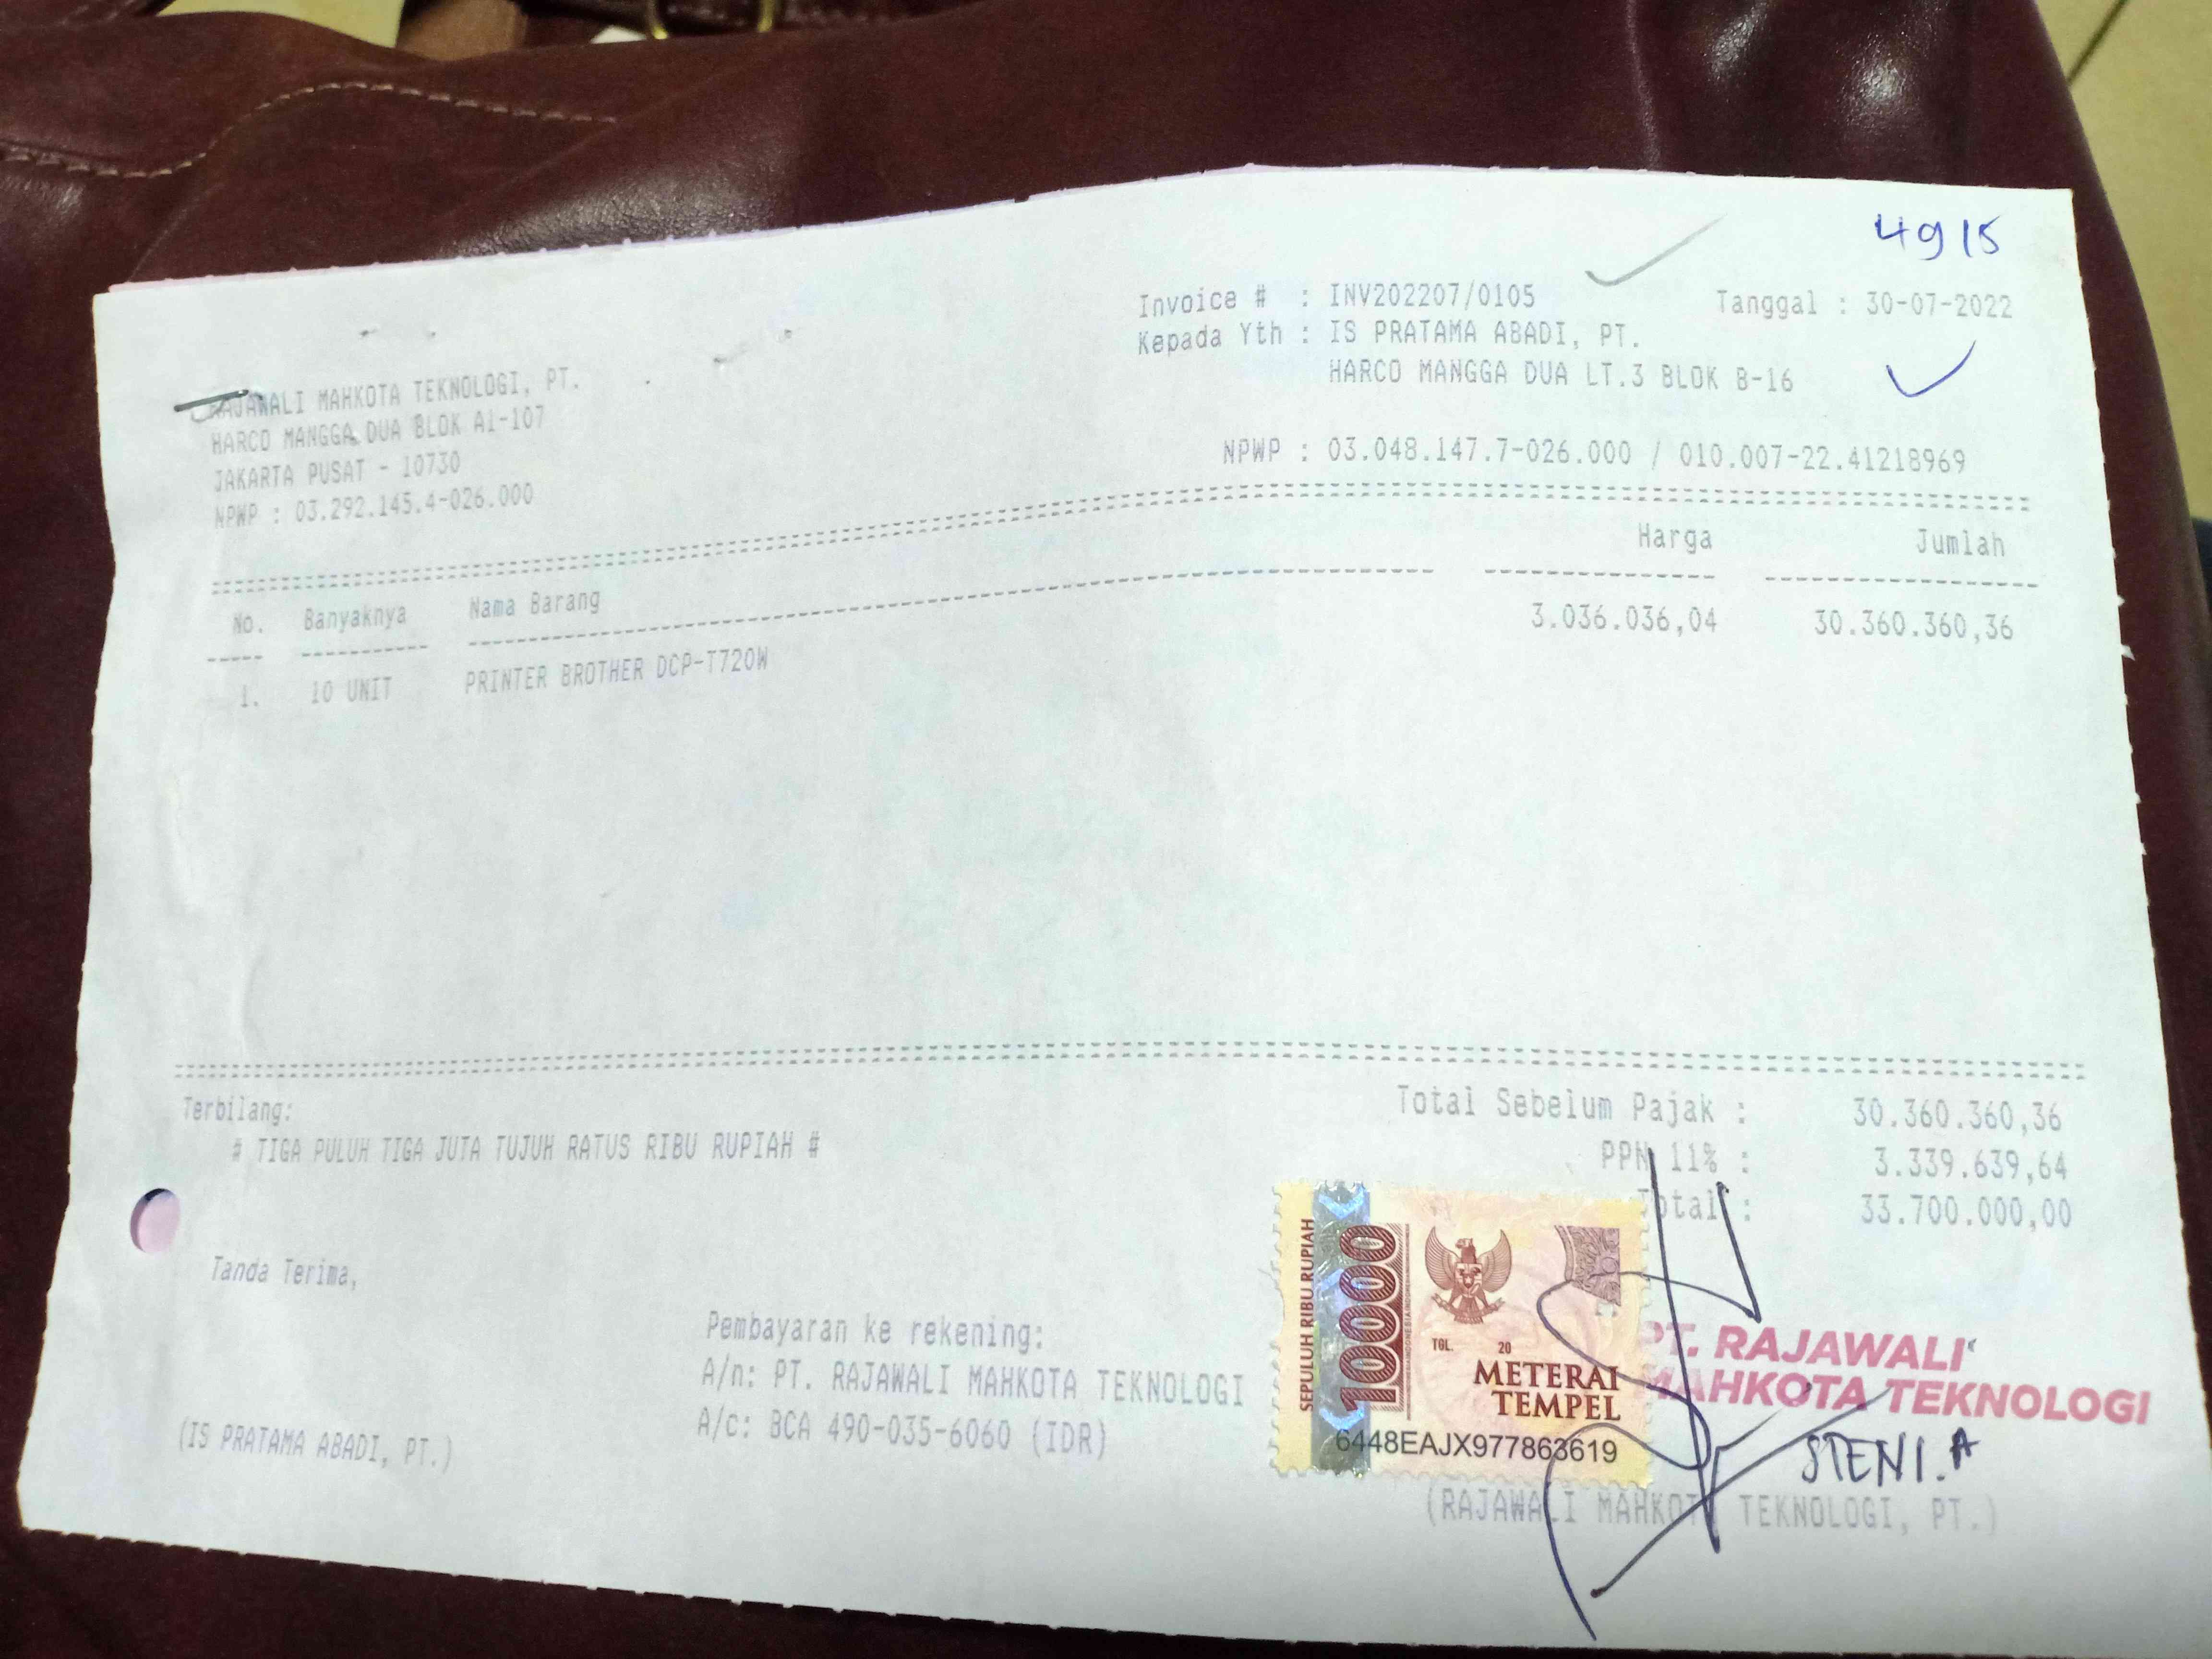 49 15
Invoice # : INV202207/0105 Tanggal : 30-07-2022
Kepada Yth : IS PRATAMA ABADI, PT.
HARCO MANGGA DUA LT.3 BLOK B-16
NPWP : 03.048.147.7-026.000 / 010.007-22.41218969
RAJAWALI MAHKOTA TEKNOLOGI, PT.
HARCO MANGGA DUA BLOK A1-107
JAKARTA PUSAT - 10730
NPWP : 03.292.145.4-026.000
No. Banyaknya Nama Barang Harga Jumlah
1. 10 UNIT PRINTER BROTHER DCP-T720W 3.036.036,04 30.360.360,36
Terbilang:
# TIGA PULUH TIGA JUTA TUJUH RATUS RIBU RUPIAH #
Total Sebelum Pajak : 30.360.360,36
PPN 11% : 3.339.639,64
Total : 33.700.000,00
Tanda Terima,
(IS PRATAMA ABADI, PT.)
Pembayaran ke rekening:
A/n: PT. RAJAWALI MAHKOTA TEKNOLOGI
A/c: BCA 490-035-6060 (IDR)
SEPULUH RIBU RUPIAH
10000
TGL. 20
METERAI
TEMPEL
6448EAJX977863619
PT. RAJAWALI
MAHKOTA TEKNOLOGI
STENI.A
(RAJAWALI MAHKOTA TEKNOLOGI, PT.)